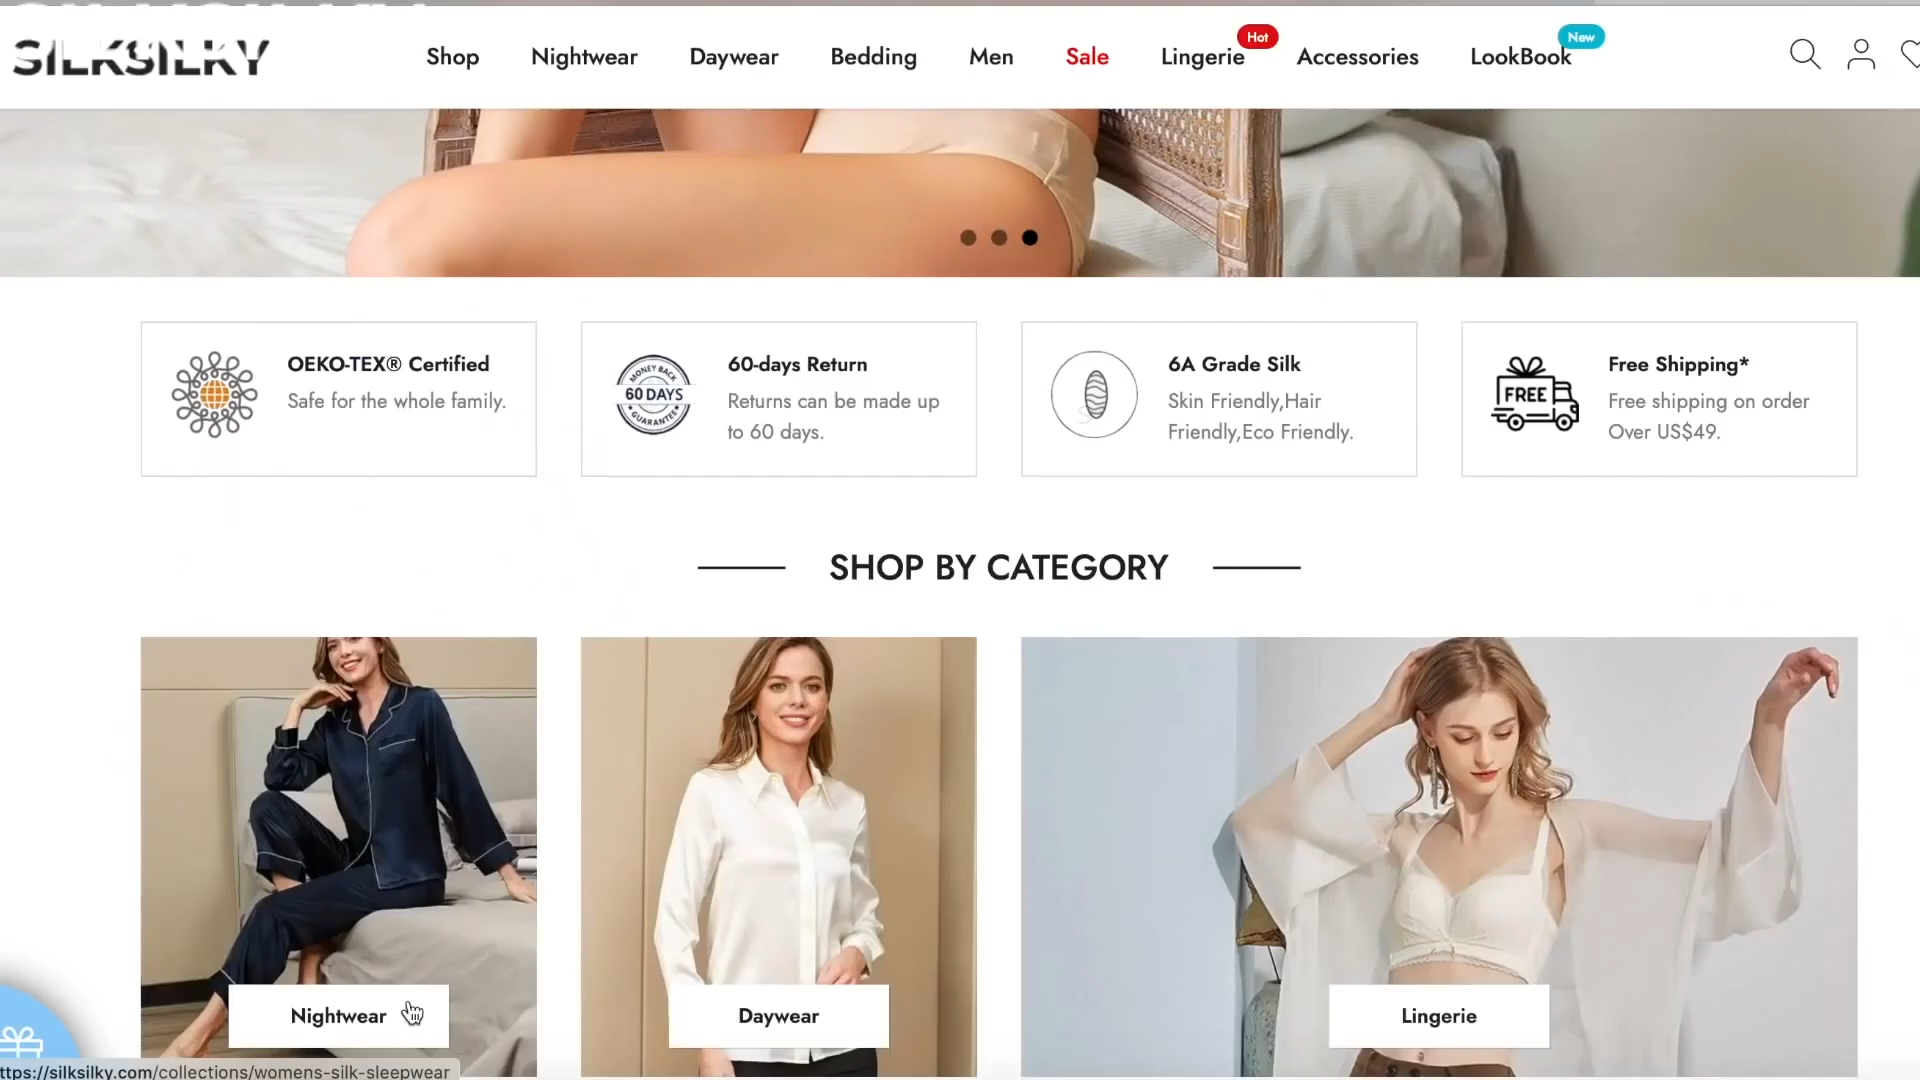 SILKSILKY
Shop Nightwear Daywear Bedding Men Sale Lingerie Hot Accessories LookBook New
OEKO-TEX® Certified
Safe for the whole family.
MONEY BACK
60 DAYS
GUARANTEE
60-days Return
Returns can be made up
to 60 days.
6A Grade Silk
Skin Friendly,Hair
Friendly,Eco Friendly.
FREE
Free Shipping*
Free shipping on order
Over US$49.
SHOP BY CATEGORY
Nightwear
Daywear
Lingerie
ttps://silksilky.com/collections/womens-silk-sleepwear